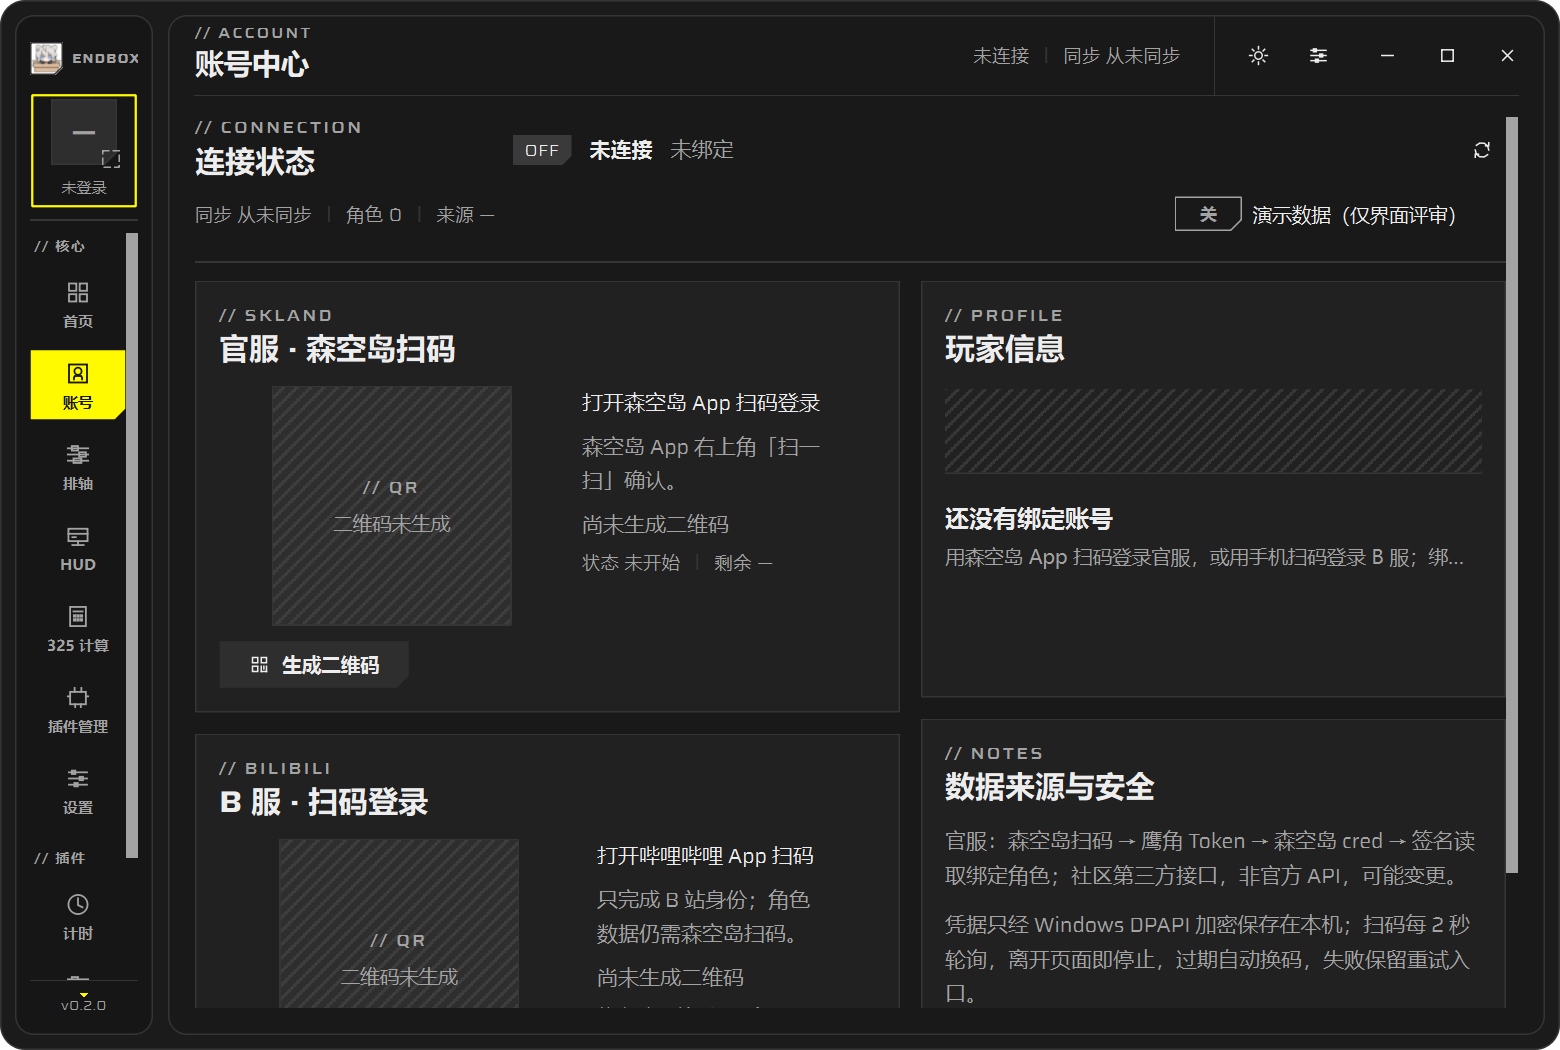 ENDBOX
未登录
// 核心
首页
账号
排轴
HUD
325 计算
插件管理
设置
// 插件
计时
v0.2.0
// ACCOUNT
账号中心
未连接
同步 从未同步
// CONNECTION
连接状态
OFF 未连接 未绑定
同步 从未同步 角色 0 来源 —
关 演示数据（仅界面评审）
// SKLAND
官服 · 森空岛扫码
// QR
二维码未生成
打开森空岛 App 扫码登录
森空岛 App 右上角「扫一
扫」确认。
尚未生成二维码
状态 未开始 剩余 —
生成二维码
// BILIBILI
B 服 · 扫码登录
// QR
二维码未生成
打开哔哩哔哩 App 扫码
只完成 B 站身份；角色
数据仍需森空岛扫码。
尚未生成二维码
// PROFILE
玩家信息
还没有绑定账号
用森空岛 App 扫码登录官服，或用手机扫码登录 B 服；绑...
// NOTES
数据来源与安全
官服：森空岛扫码 → 鹰角 Token → 森空岛 cred → 签名读
取绑定角色；社区第三方接口，非官方 API，可能变更。
凭据只经 Windows DPAPI 加密保存在本机；扫码每 2 秒
轮询，离开页面即停止，过期自动换码，失败保留重试入
口。